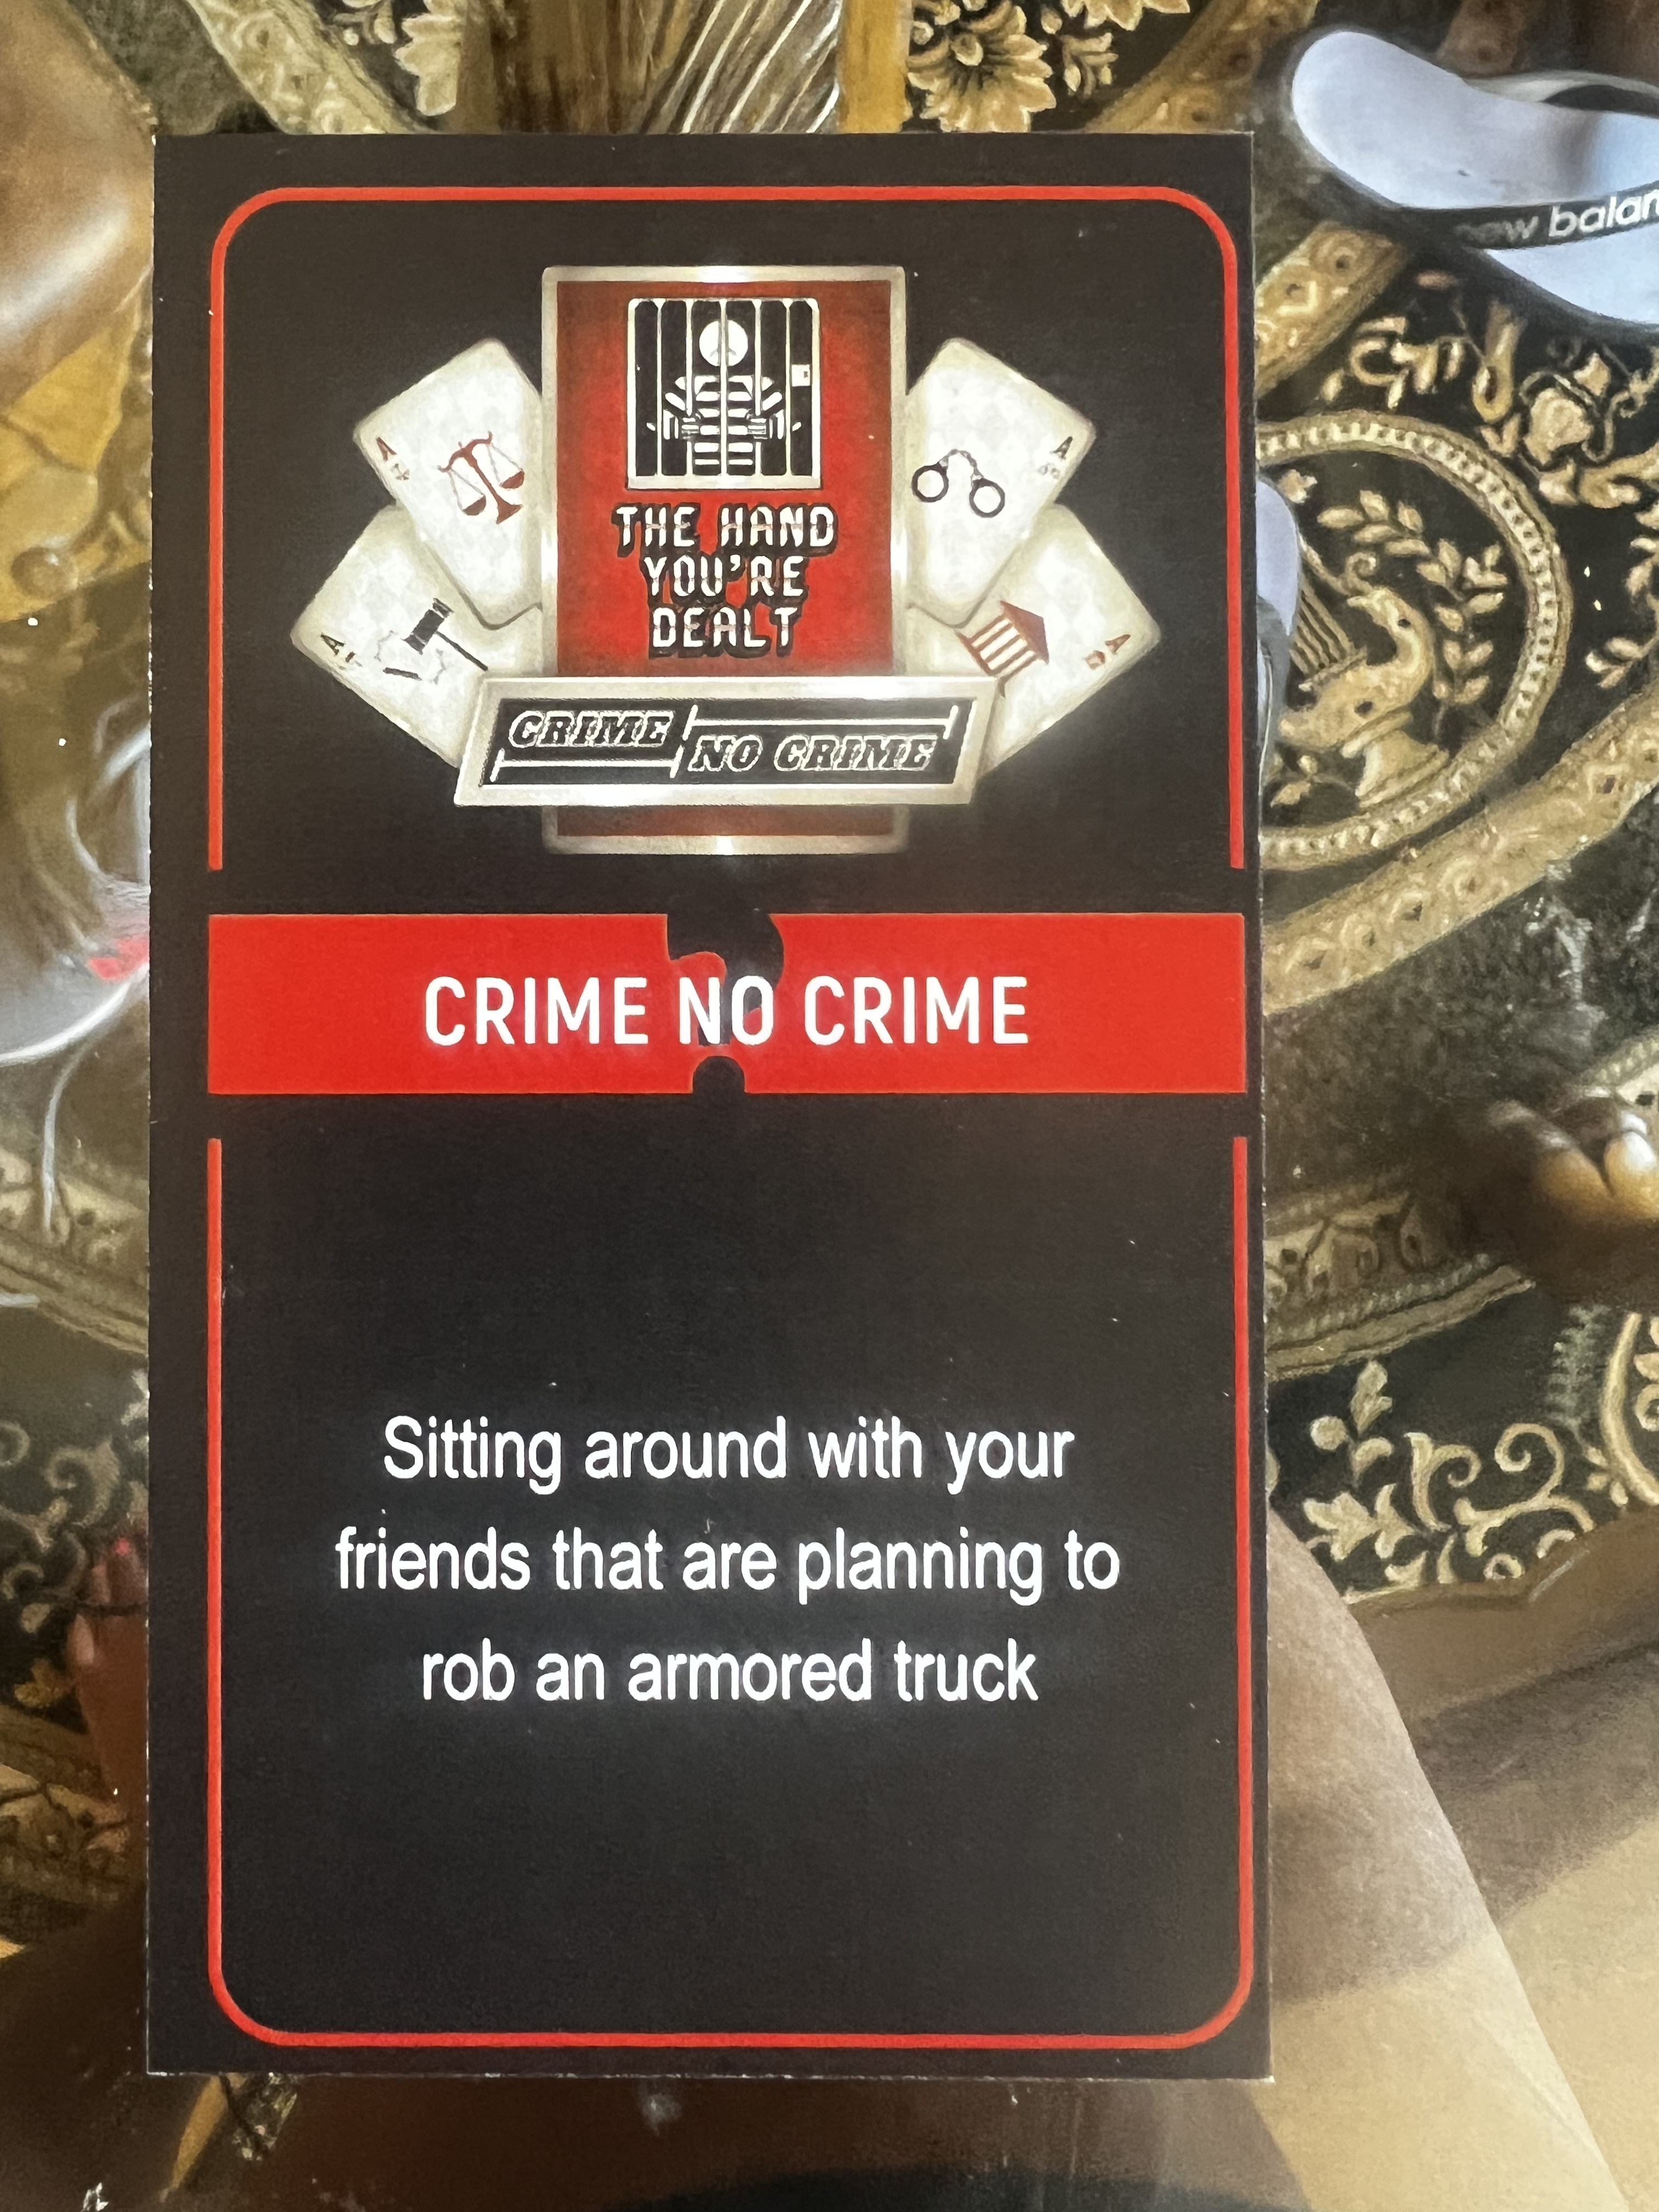 THE HAND
YOU'RE
DEALT
CRIME
NO CRIME
A
A
A
A
CRIME NO CRIME
Sitting around with your
friends that are planning to
rob an armored truck